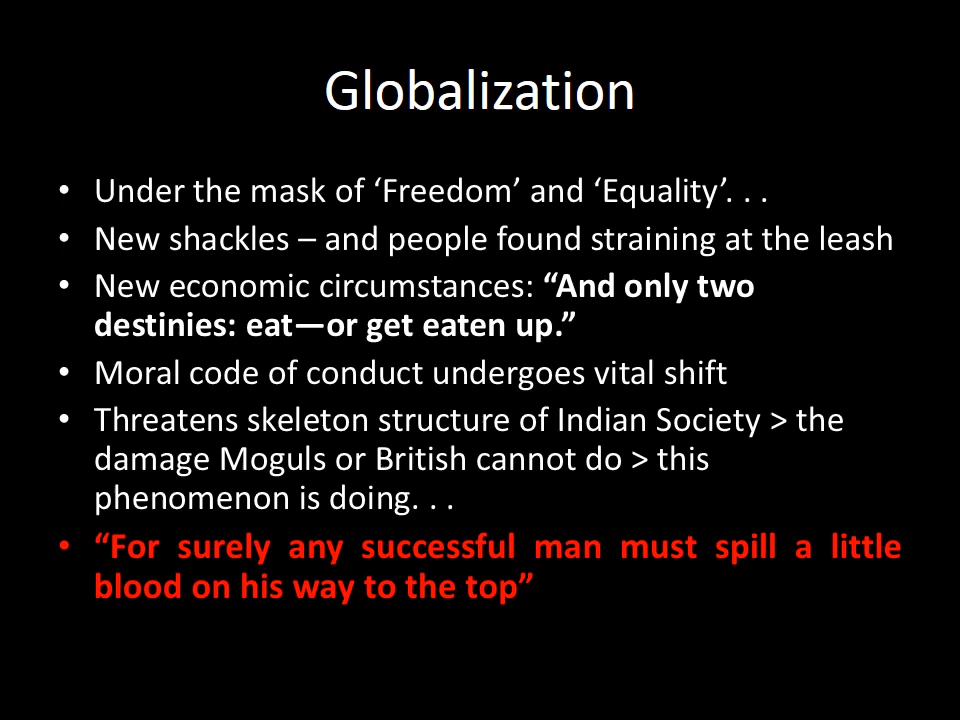 Globalization
• Under the mask of ‘Freedom’ and ‘Equality’. . .
• New shackles – and people found straining at the leash
• New economic circumstances: “And only two
destinies: eat—or get eaten up.”
• Moral code of conduct undergoes vital shift
• Threatens skeleton structure of Indian Society > the
damage Moguls or British cannot do > this
phenomenon is doing. . .
• “For surely any successful man must spill a little
blood on his way to the top”